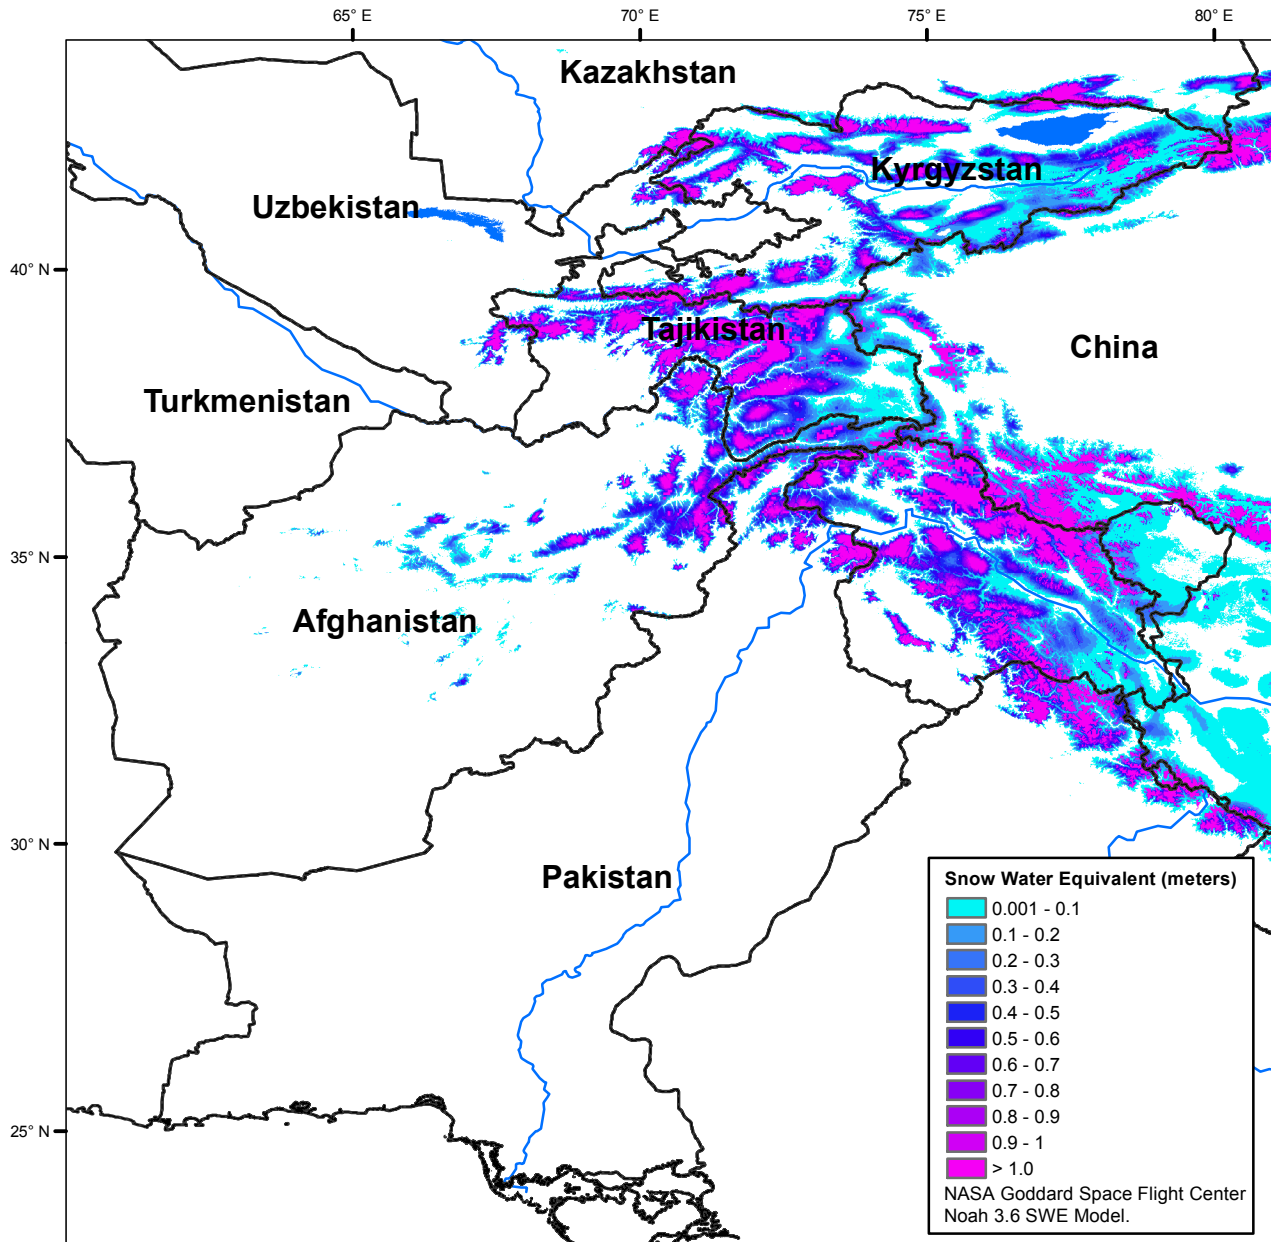 65° E
70° E
75° E
80° E
Kazakhstan
Kyrgyzstan
Uzbekistan
40° N
Tajikistan
China
Turkmenistan
35° N
Afghanistan
30° N
Pakistan
25° N
Snow Water Equivalent (meters)
0.001 - 0.1
0.1 - 0.2
0.2 - 0.3
0.3 - 0.4
0.4 - 0.5
0.5 - 0.6
0.6 - 0.7
0.7 - 0.8
0.8 - 0.9
0.9 - 1
> 1.0
NASA Goddard Space Flight Center
Noah 3.6 SWE Model.